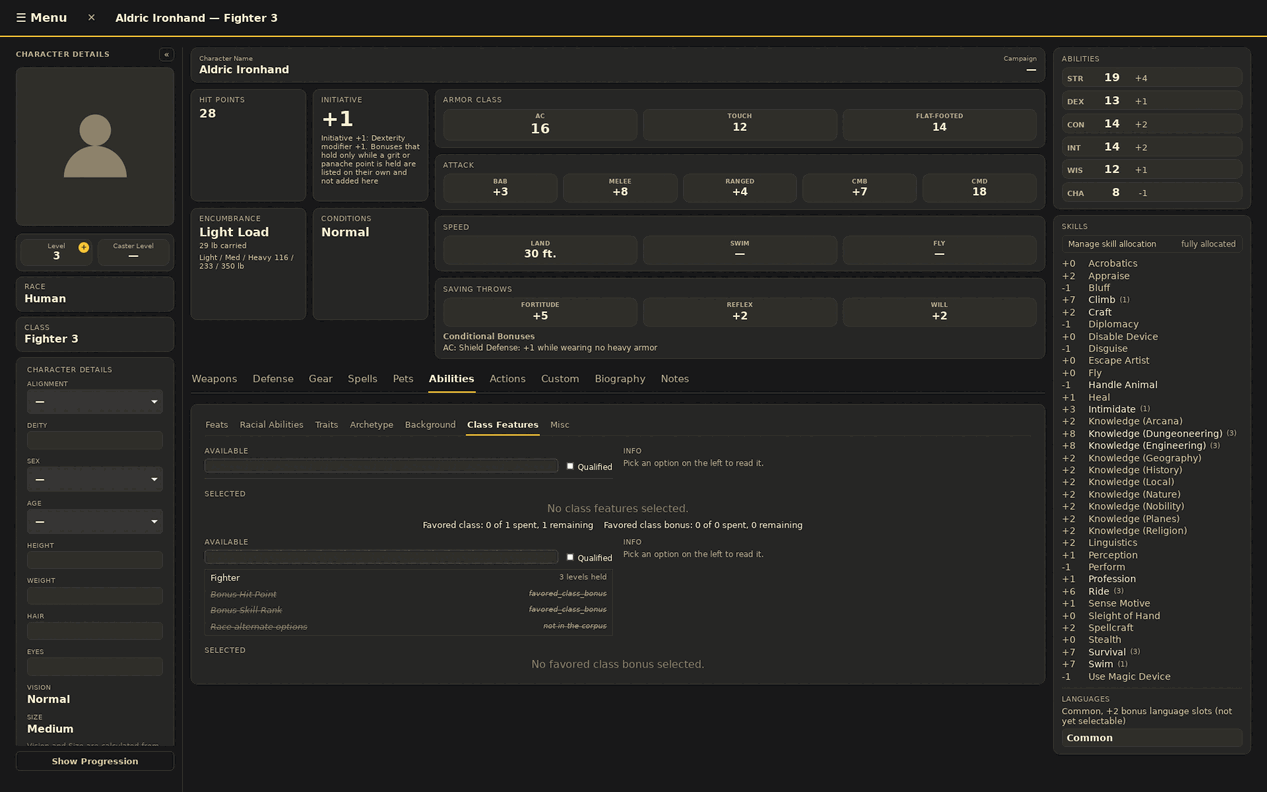 ☰ Menu ✕ Aldric Ironhand — Fighter 3
CHARACTER DETAILS «
Level
3
+
Caster Level
—
RACE
Human
CLASS
Fighter 3
CHARACTER DETAILS
ALIGNMENT
—
DEITY
SEX
—
AGE
—
HEIGHT
WEIGHT
HAIR
EYES
VISION
Normal
SIZE
Medium
Vision and Size are calculated from
Show Progression
Character Name
Aldric Ironhand
Campaign
—
HIT POINTS
28
INITIATIVE
+1
Initiative +1: Dexterity
modifier +1. Bonuses that
hold only while a grit or
panache point is held are
listed on their own and
not added here
ENCUMBRANCE
Light Load
29 lb carried
Light / Med / Heavy 116 /
233 / 350 lb
CONDITIONS
Normal
ARMOR CLASS
AC
16
TOUCH
12
FLAT-FOOTED
14
ATTACK
BAB
+3
MELEE
+8
RANGED
+4
CMB
+7
CMD
18
SPEED
LAND
30 ft.
SWIM
—
FLY
—
SAVING THROWS
FORTITUDE
+5
REFLEX
+2
WILL
+2
Conditional Bonuses
AC: Shield Defense: +1 while wearing no heavy armor
Weapons Defense Gear Spells Pets Abilities Actions Custom Biography Notes
Feats Racial Abilities Traits Archetype Background Class Features Misc
AVAILABLE
Qualified
INFO
Pick an option on the left to read it.
SELECTED
No class features selected.
Favored class: 0 of 1 spent, 1 remaining Favored class bonus: 0 of 0 spent, 0 remaining
AVAILABLE
Qualified
INFO
Pick an option on the left to read it.
Fighter 3 levels held
Bonus Hit Point favored_class_bonus
Bonus Skill Rank favored_class_bonus
Race alternate options not in the corpus
SELECTED
No favored class bonus selected.
ABILITIES
STR 19 +4
DEX 13 +1
CON 14 +2
INT 14 +2
WIS 12 +1
CHA 8 -1
SKILLS
Manage skill allocation fully allocated
+0 Acrobatics
+2 Appraise
-1 Bluff
+7 Climb (1)
+2 Craft
-1 Diplomacy
+0 Disable Device
-1 Disguise
+0 Escape Artist
+0 Fly
-1 Handle Animal
+1 Heal
+3 Intimidate (1)
+2 Knowledge (Arcana)
+8 Knowledge (Dungeoneering) (3)
+8 Knowledge (Engineering) (3)
+2 Knowledge (Geography)
+2 Knowledge (History)
+2 Knowledge (Local)
+2 Knowledge (Nature)
+2 Knowledge (Nobility)
+2 Knowledge (Planes)
+2 Knowledge (Religion)
+2 Linguistics
+1 Perception
-1 Perform
+1 Profession
+6 Ride (3)
+1 Sense Motive
+0 Sleight of Hand
+2 Spellcraft
+0 Stealth
+7 Survival (3)
+7 Swim (1)
-1 Use Magic Device
LANGUAGES
Common, +2 bonus language slots (not
yet selectable)
Common